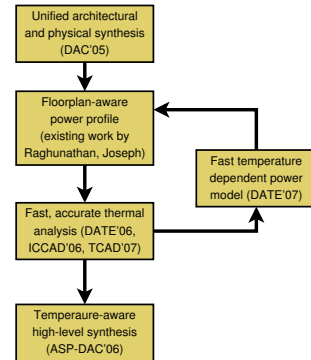 Unified architectural
and physical synthesis
(DAC'05)
Floorplan-aware
power profile
(existing work by
Raghunathan, Joseph)
Fast temperature
dependent power
model (DATE'07)
Fast, accurate thermal
analysis (DATE'06,
ICCAD'06, TCAD'07)
Temperaure-aware
high-level synthesis
(ASP-DAC'06)